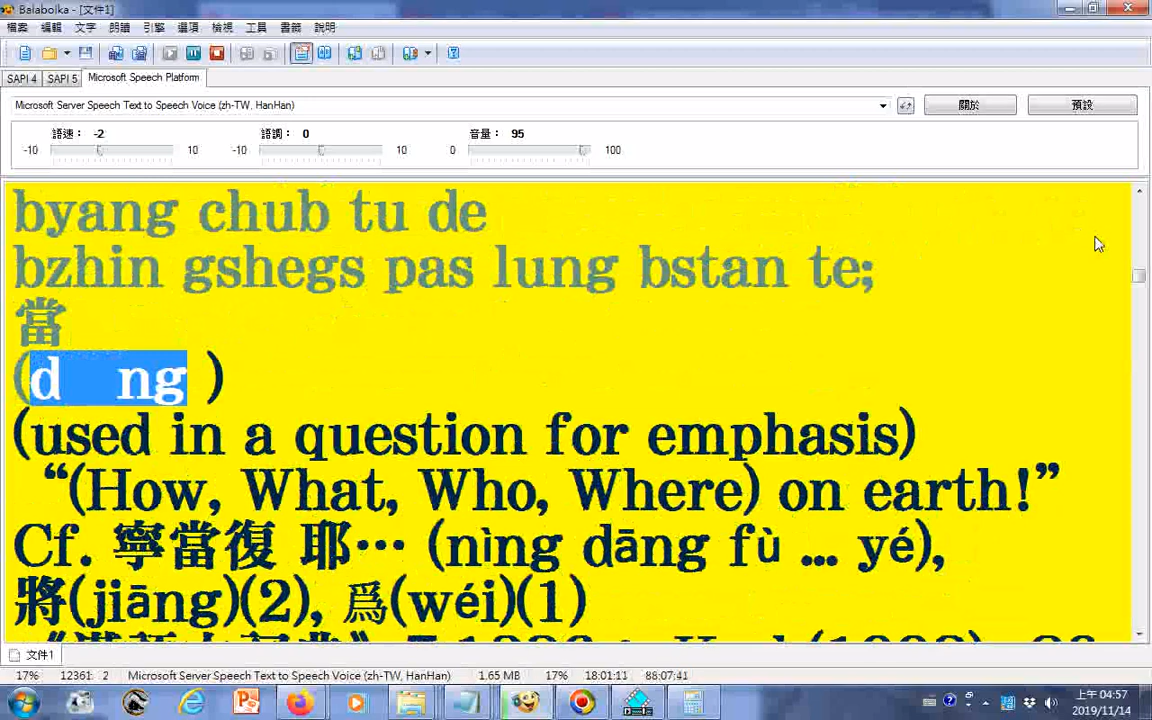 Balabolka - [文件1]
檔案 編輯 文字 朗讀 引擎 選項 檢視 工具 書籤 說明
SAPI 4 SAPI 5 Microsoft Speech Platform
Microsoft Server Speech Text to Speech Voice (zh-TW, HanHan) 關於 預設
語速： -2 語調： 0 音量： 95
-10 10 -10 10 0 100
byang chub tu de
bzhin gshegs pas lung bstan te;
當
(d ng )
(used in a question for emphasis)
“(How, What, Who, Where) on earth!”
Cf. 寧當復 耶… (nìng dāng fù ... yé),
將(jiāng)(2), 爲(wéi)(1)
文件1
17% 12361: 2 Microsoft Server Speech Text to Speech Voice (zh-TW, HanHan) 1.65 MB 17% 18:01:11 88:07:41
上午 04:57
2019/11/14